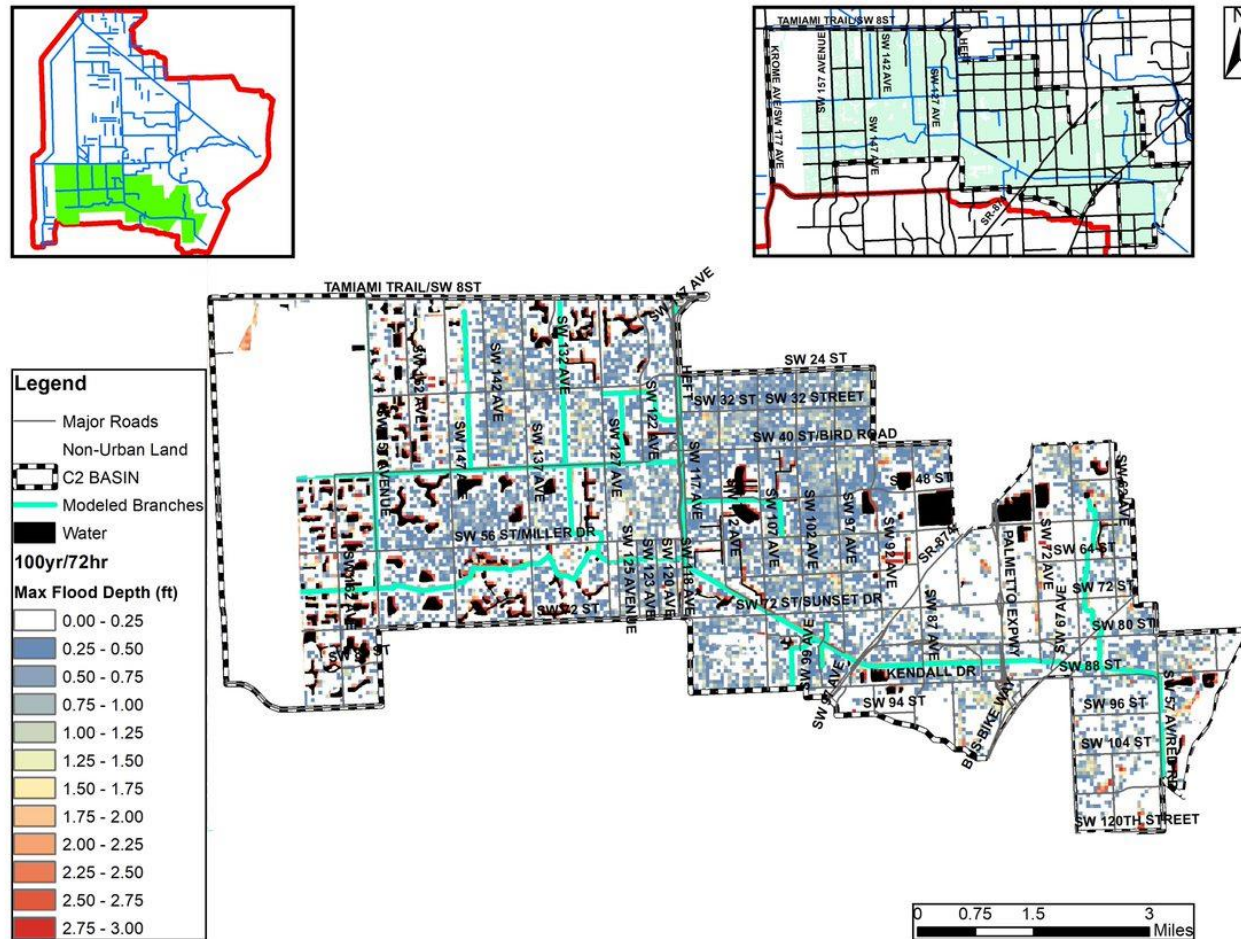 TAMIAMI TRAIL/SW 8ST
HEFT
KROME AVE/SW 177 AVE
SW 157 AVENUE
SW 142 AVE
SW 127 AVE
SW 147 AVE
SR-874
N
TAMIAMI TRAIL/SW 8ST
SW 132 AVE
SW 142 AVE
SW 24 ST
HEFT
SW 122 AVE
SW 32 ST
SW 32 STREET
SW 147 AVE
SW 137 AVE
SW 127 AVE
SW 40 ST/BIRD ROAD
SW 117 AVE
SW 107 AVE
SW 102 AVE
SW 97 AVE
SW 92 AVE
SR-874
SW 56 ST/MILLER DR
SW 125 AVENUE
SW 123 AVE
SW 120 AVE
SW 118 AVE
PALMETTO EXPWY
SW 72 AVE
SW 64 ST
SW 72 ST
SW 72 ST
SW 72 ST/SUNSET DR
SW 87 AVE
SW 69 AVE
SW 80 ST
SW 99 AVE
SW 88 ST
KENDALL DR
SW 94 ST
SW 96 ST
SW 57 AV/RED RD
SW 104 ST
SW 120TH STREET
Legend
Major Roads
Non-Urban Land
C2 BASIN
Modeled Branches
Water
100yr/72hr
Max Flood Depth (ft)
0.00 - 0.25
0.25 - 0.50
0.50 - 0.75
0.75 - 1.00
1.00 - 1.25
1.25 - 1.50
1.50 - 1.75
1.75 - 2.00
2.00 - 2.25
2.25 - 2.50
2.50 - 2.75
2.75 - 3.00
0 0.75 1.5 3
Miles